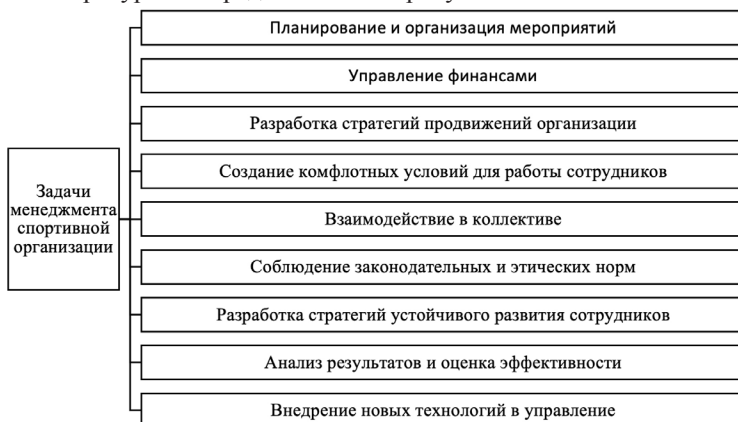 Планирование и организация мероприятий
Управление финансами
Разработка стратегий продвижений организации
Создание комфлотных условий для работы сотрудников
Задачи
менеджмента
спортивной
организации
Взаимодействие в коллективе
Соблюдение законодательных и этических норм
Разработка стратегий устойчивого развития сотрудников
Анализ результатов и оценка эффективности
Внедрение новых технологий в управление